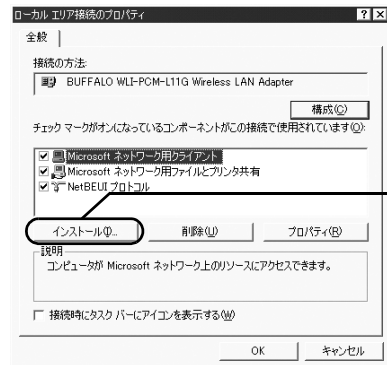 ローカル エリア接続のプロパティ
全般
接続の方法:
BUFFALO WLI-PCM-L11G Wireless LAN Adapter
構成(C)
チェック マークがオンになっているコンポーネントがこの接続で使用されています(O):
Microsoft ネットワーク用クライアント
Microsoft ネットワーク用ファイルとプリンタ共有
NetBEUI プロトコル
インストール(I)... 削除(U) プロパティ(R)
説明
コンピュータが Microsoft ネットワーク上のリソースにアクセスできます。
接続時にタスク バーにアイコンを表示する(W)
OK キャンセル